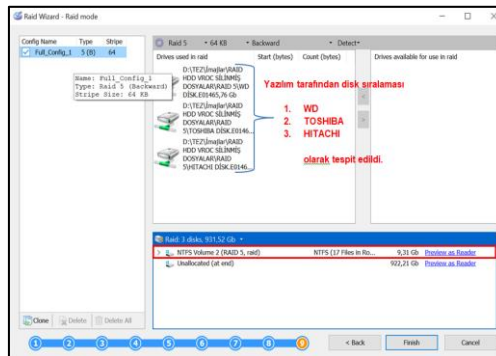 Raid Wizard - Raid mode
Config Name Type Stripe
Full_Config_1 5 (B) 64
Name: Full_Config_1
Type: Raid 5 (Backward)
Stripe Size: 64 KB
Raid 5 64 KB Backward Detect
Drives used in raid Start (bytes) Count (bytes)
Drives available for use in raid
D:\TEZ\İmajlar\RAID
HDD VROC SİLİNMİŞ
DOSYALAR\RAID 5\WD
DİSK.E01465,76 Gb
D:\TEZ\İmajlar\RAID
HDD VROC SİLİNMİŞ
DOSYALAR\RAID
5\TOSHIBA DİSK.E0146...
D:\TEZ\İmajlar\RAID
HDD VROC SİLİNMİŞ
DOSYALAR\RAID
5\HITACHI DİSK.E0146...
Yazılım tarafından disk sıralaması
1. WD
2. TOSHIBA
3. HITACHI
olarak tespit edildi.
Raid: 3 disks, 931,52 Gb
NTFS Volume 2 (RAID 5, raid) NTFS (17 Files in Ro... 9,31 Gb Preview as Reader
Unallocated (at end) 922,21 Gb Preview as Reader
Clone Delete Delete All
1 2 3 4 5 6 7 8 9
< Back Finish Cancel